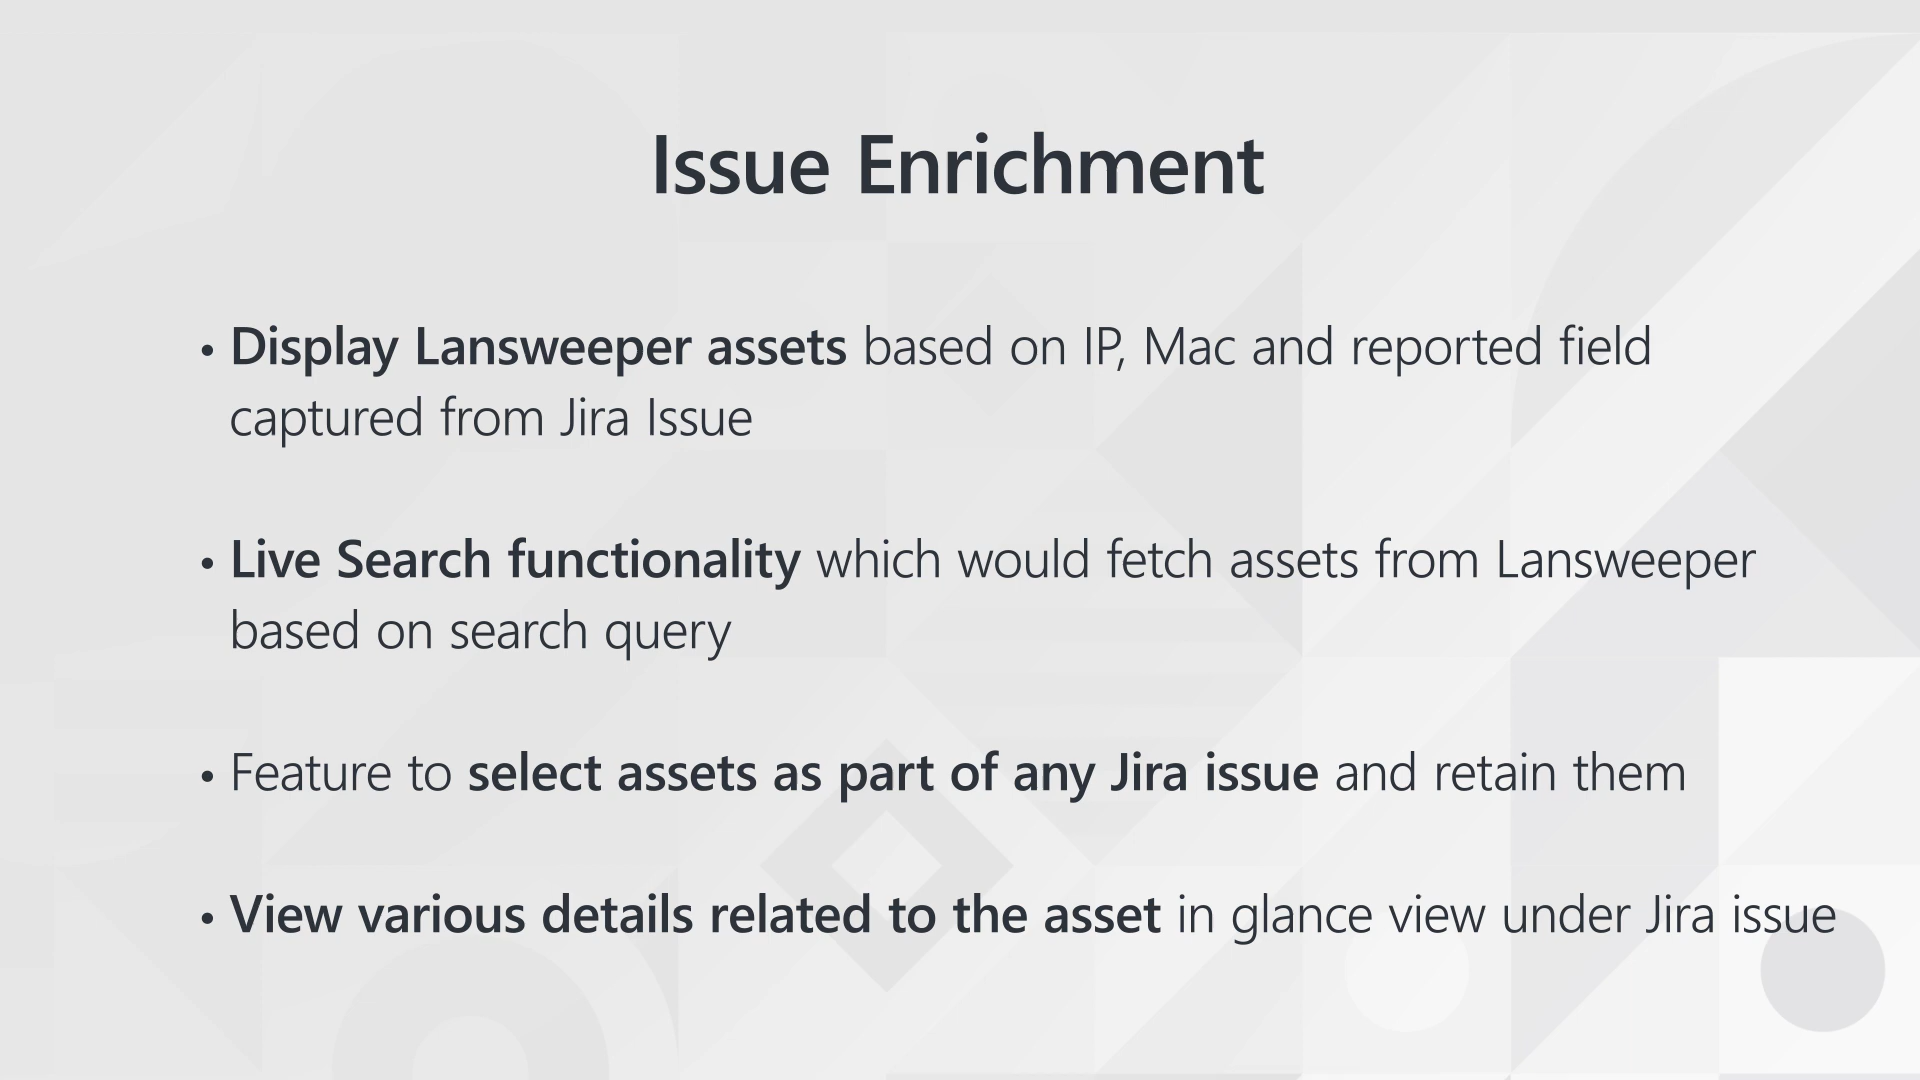 Issue Enrichment
• Display Lansweeper assets based on IP, Mac and reported field
captured from Jira Issue
• Live Search functionality which would fetch assets from Lansweeper
based on search query
• Feature to select assets as part of any Jira issue and retain them
• View various details related to the asset in glance view under Jira issue